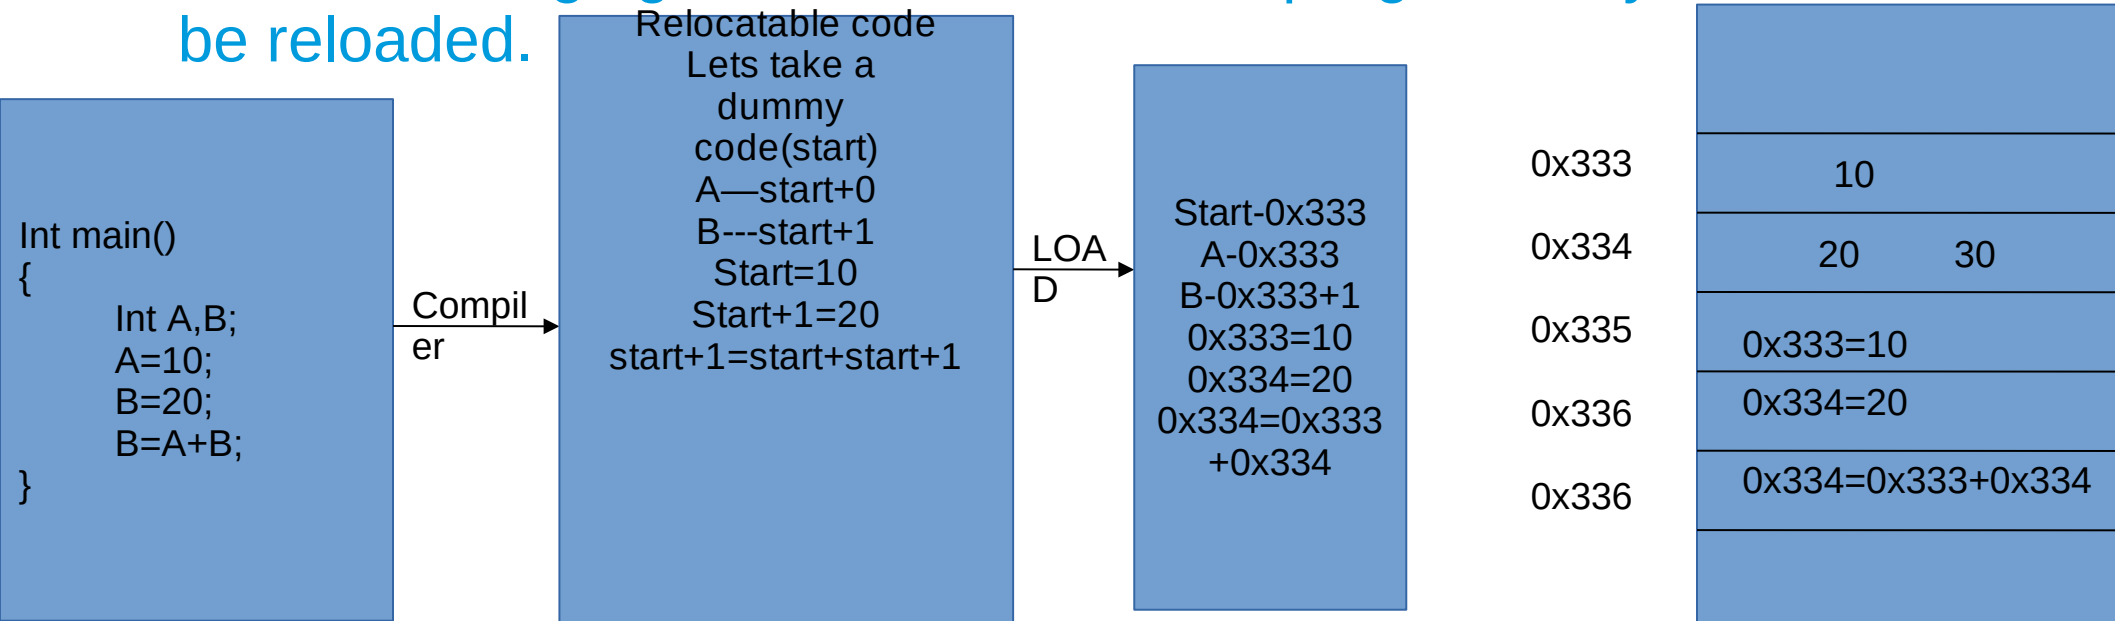 be reloaded.
Int main()
{
Int A,B;
A=10;
B=20;
B=A+B;
}
Compil
er
Relocatable code
Lets take a
dummy
code(start)
A—start+0
B---start+1
Start=10
Start+1=20
start+1=start+start+1
LOA
D
Start-0x333
A-0x333
B-0x333+1
0x333=10
0x334=20
0x334=0x333
+0x334
0x333
10
0x334
20 30
0x335
0x333=10
0x336
0x334=20
0x336
0x334=0x333+0x334